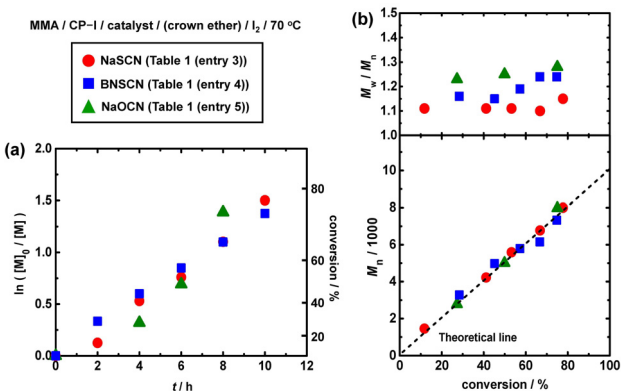 MMA / CP–I / catalyst / (crown ether) / I2 / 70 °C
NaSCN (Table 1 (entry 3))
BNSCN (Table 1 (entry 4))
NaOCN (Table 1 (entry 5))
(a)
2.0
1.5
1.0
0.5
0.0
ln ( [M]0 / [M] )
80
60
40
20
conversion / %
0 2 4 6 8 10 12
t / h
(b)
1.5
1.4
1.3
1.2
1.1
1.0
Mw / Mn
12
10
8
6
4
2
0
Mn / 1000
Theoretical line
0 20 40 60 80 100
conversion / %